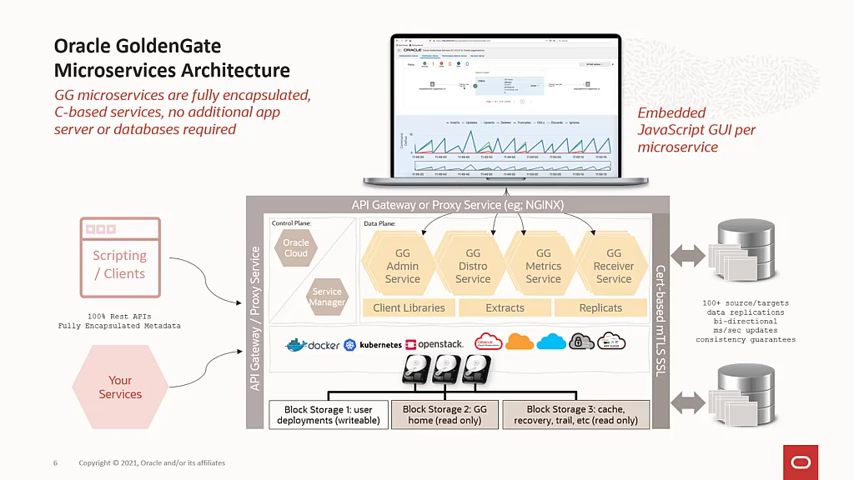 Oracle GoldenGate
Microservices Architecture
GG microservices are fully encapsulated,
C-based services, no additional app
server or databases required
ORACLE
Embedded
JavaScript GUI per
microservice
API Gateway or Proxy Service (eg; NGINX)
API Gateway / Proxy Service
Control Plane:
Oracle
Cloud
Service
Manager
Data Plane:
GG
Admin
Service
GG
Distro
Service
GG
Metrics
Service
GG
Receiver
Service
Client Libraries
Extracts
Replicats
Cert-based mTLS SSL
Scripting
/ Clients
100% Rest APIs
Fully Encapsulated Metadata
Your
Services
100+ source/targets
data replications
bi-directional
ms/sec updates
consistency guarantees
docker
kubernetes
openstack.
Block Storage 1: user
deployments (writeable)
Block Storage 2: GG
home (read only)
Block Storage 3: cache,
recovery, trail, etc (read only)
6
Copyright © 2021, Oracle and/or its affiliates